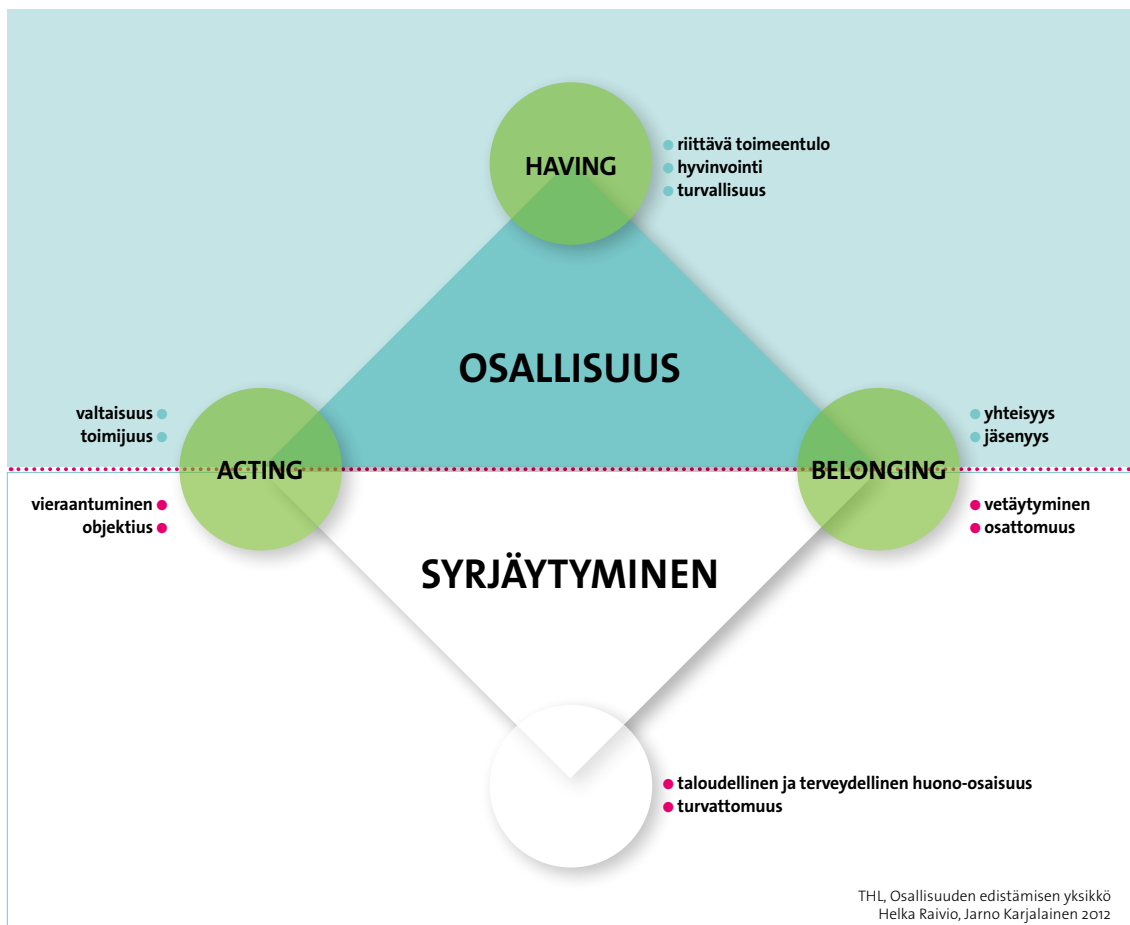 HAVING
riittävä toimeentulo
hyvinvointi
turvallisuus
OSALLISUUS
valtaisuus
toimijuus
ACTING
vieraantuminen
objektius
yhteisyys
jäsenyys
BELONGING
vetäytyminen
osattomuus
SYRJÄYTYMINEN
taloudellinen ja terveydellinen huono-osaisuus
turvattomuus
THL, Osallisuuden edistämisen yksikkö
Helka Raivio, Jarno Karjalainen 2012